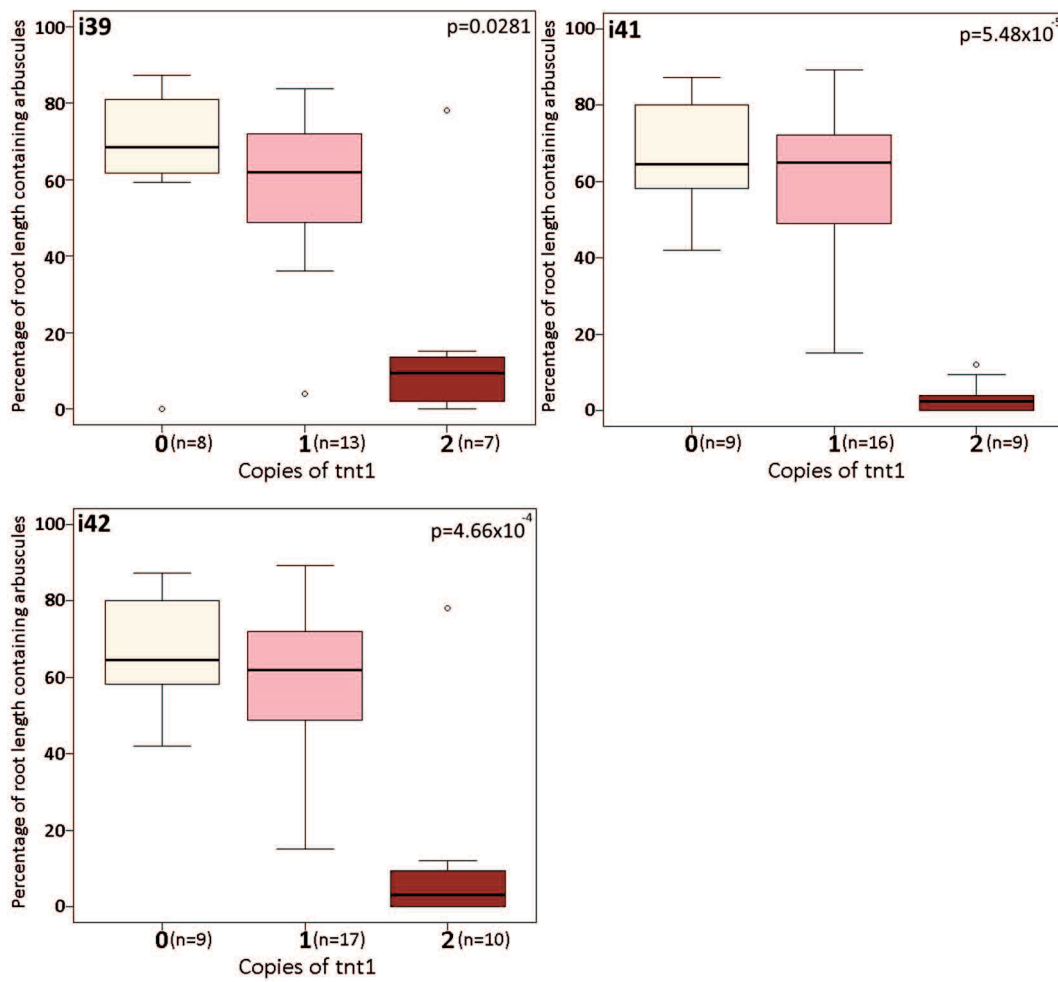 i39
p=0.0281
Percentage of root length containing arbuscules
100
80
60
40
20
0
0 (n=8) 1 (n=13) 2 (n=7)
Copies of tnt1
i41
p=5.48x10-5
Percentage of root length containing arbuscules
100
80
60
40
20
0
0 (n=9) 1 (n=16) 2 (n=9)
Copies of tnt1
i42
p=4.66x10-4
Percentage of root length containing arbuscules
100
80
60
40
20
0
0 (n=9) 1 (n=17) 2 (n=10)
Copies of tnt1